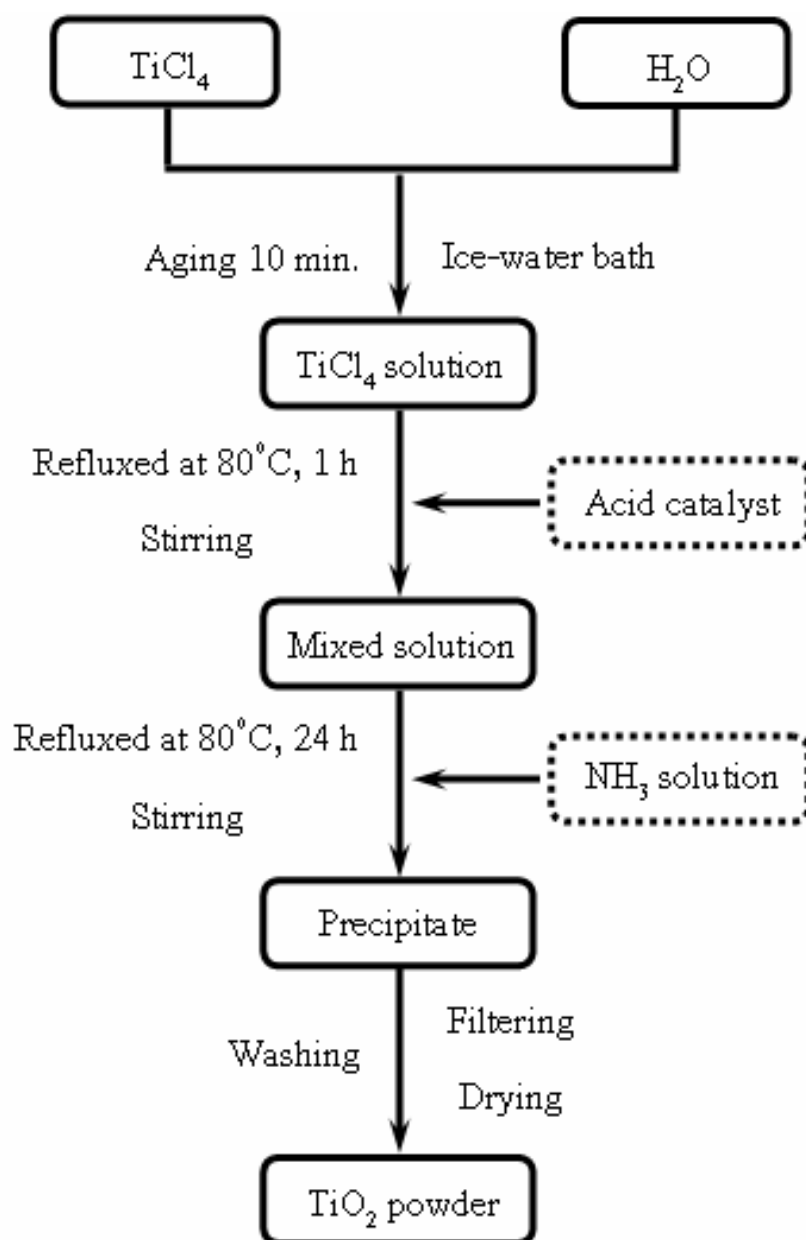 TiCl₄
H₂O
Aging 10 min.
Ice-water bath
TiCl₄ solution
Refluxed at 80°C, 1 h
Stirring
Acid catalyst
Mixed solution
Refluxed at 80°C, 24 h
Stirring
NH₃ solution
Precipitate
Washing
Filtering
Drying
TiO₂ powder